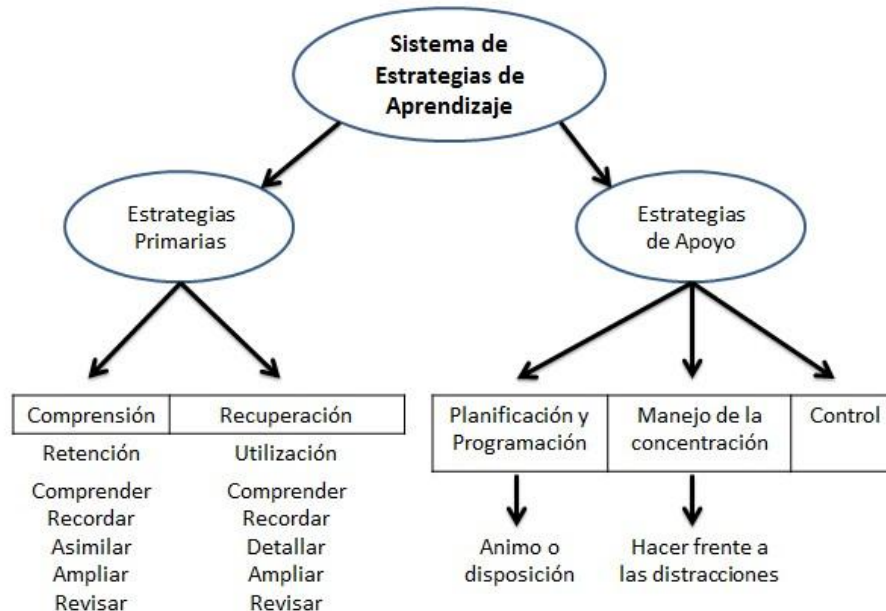 Sistema de
Estrategias de
Aprendizaje
Estrategias
Primarias
Estrategias
de Apoyo
Comprensión
Recuperación
Planificación y
Programación
Manejo de la
concentración
Control
Retención
Utilización
Comprender
Recordar
Asimilar
Ampliar
Revisar
Comprender
Recordar
Detallar
Ampliar
Revisar
Animo o
disposición
Hacer frente a
las distracciones